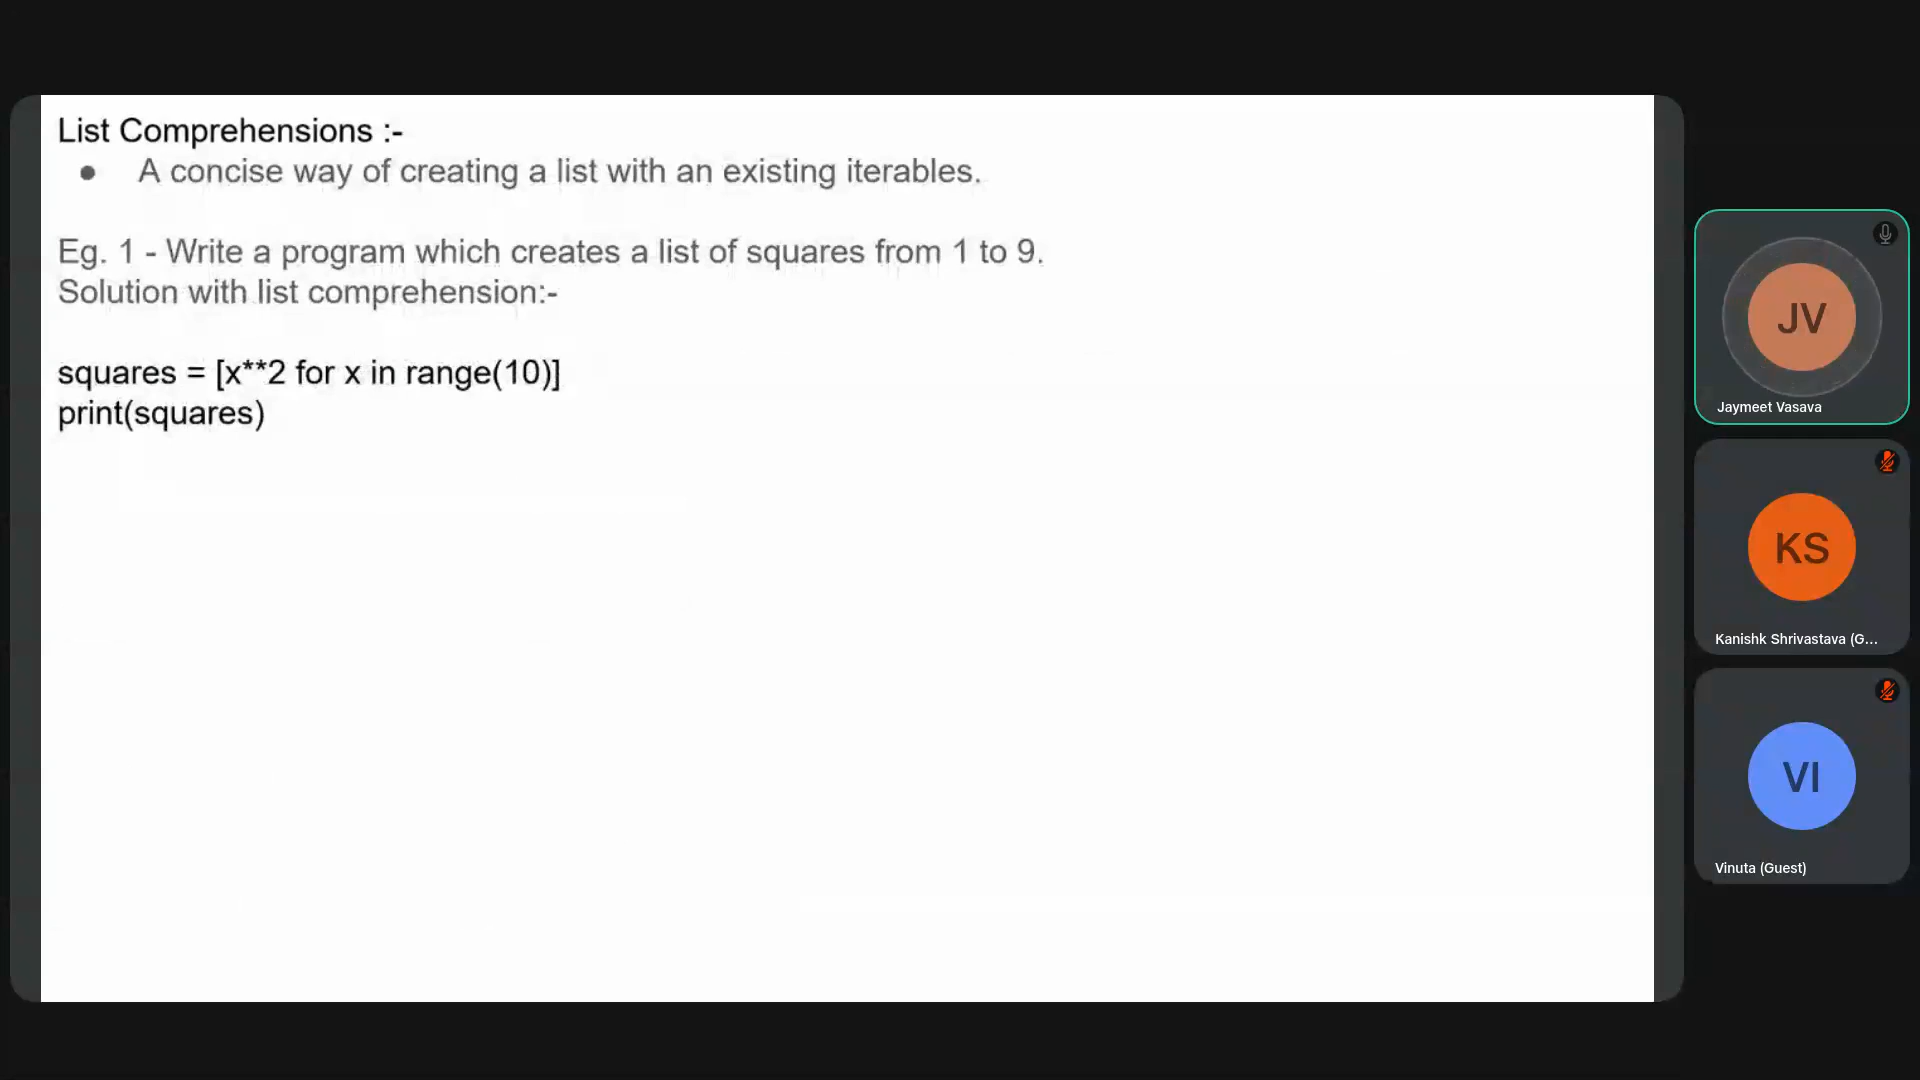 List Comprehensions :-
● A concise way of creating a list with an existing iterables.
Eg. 1 - Write a program which creates a list of squares from 1 to 9.
Solution with list comprehension:-
squares = [x**2 for x in range(10)]
print(squares)
JV
Jaymeet Vasava
KS
Kanishk Shrivastava (G...
VI
Vinuta (Guest)